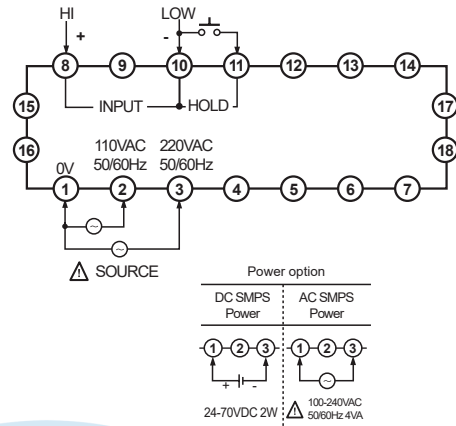 HI
LOW
+
-
8 9 10 11 12 13 14
INPUT HOLD
15 17
16 18
110VAC 220VAC
0V 50/60Hz 50/60Hz
1 2 3 4 5 6 7
⚠ SOURCE
Power option
DC SMPS AC SMPS
Power Power
1 2 3 1 2 3
+ -
24-70VDC 2W ⚠ 100-240VAC
50/60Hz 4VA